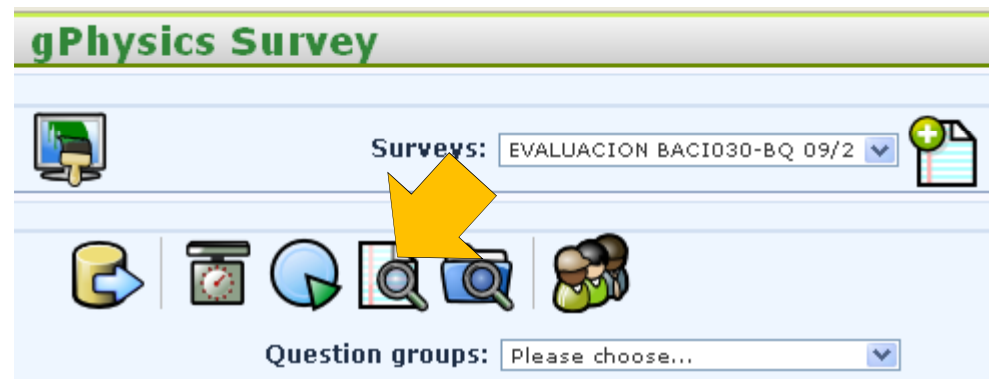 gPhysics Survey
Surveys: EVALUACION BACI030-BQ 09/2
Question groups: Please choose...